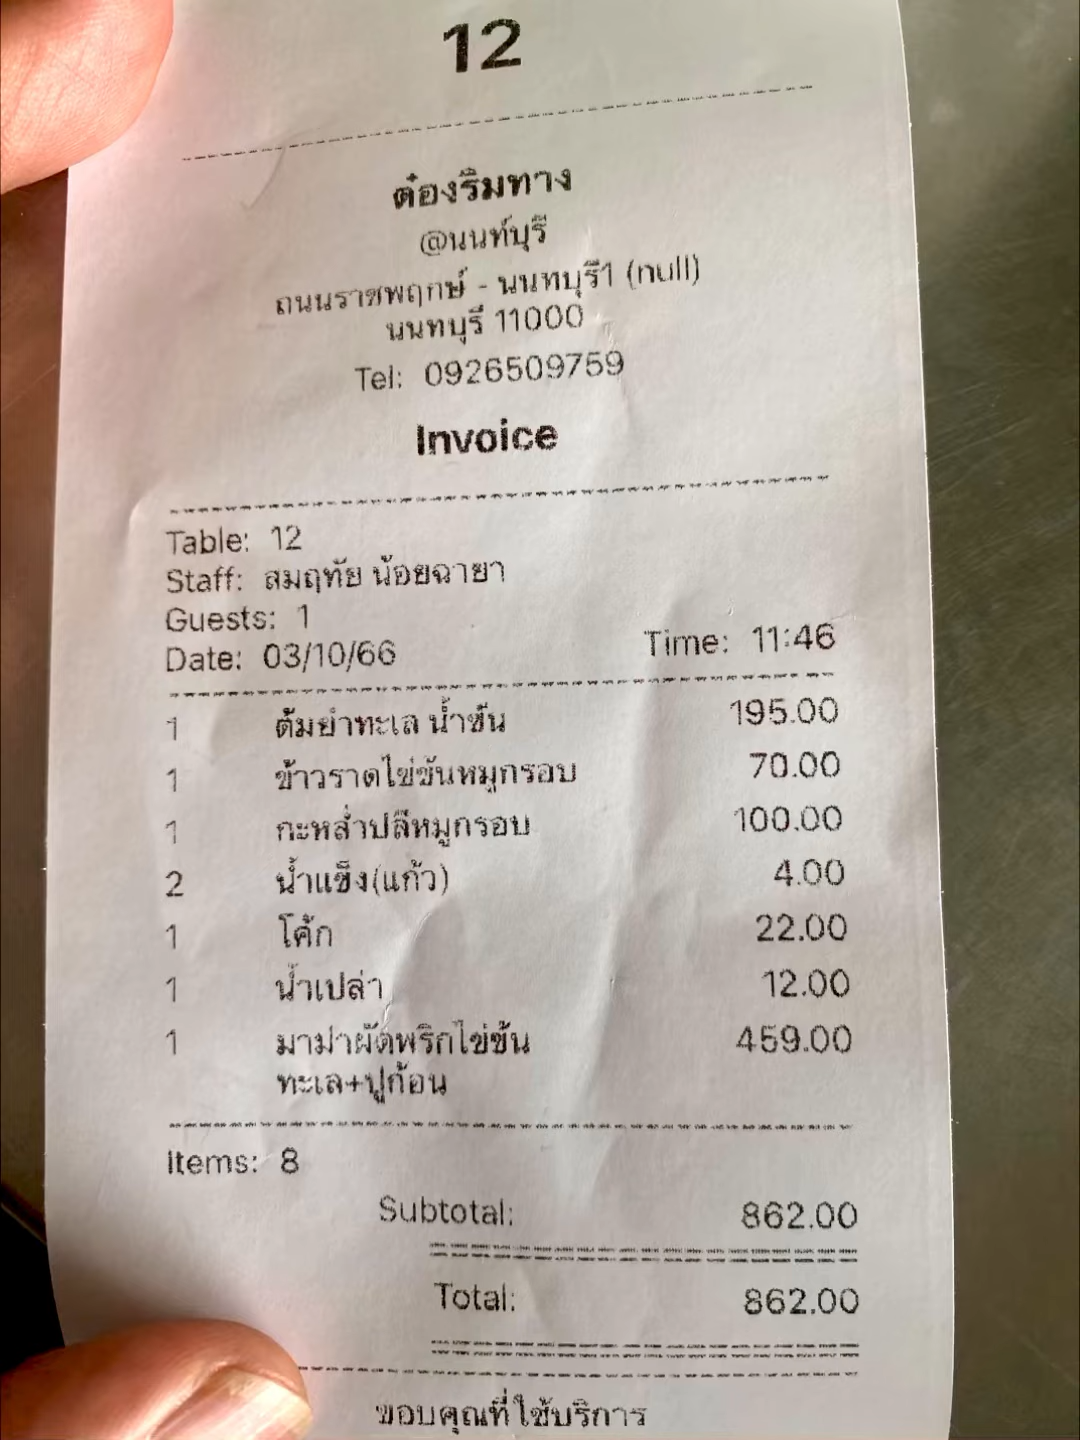 12
ต๋องริมทาง
@นนท์บุรี
ถนนราชพฤกษ์ - นนทบุรี1 (null)
นนทบุรี 11000
Tel: 0926509759
Invoice
Table: 12
Staff: สมฤทัย น้อยฉายา
Guests: 1
Date: 03/10/66 Time: 11:46
1 ต้มยำทะเล น้ำข้น 195.00
1 ข้าวราดไข่ข้นหมูกรอบ 70.00
1 กะหล่ำปลีหมูกรอบ 100.00
2 น้ำแข็ง(แก้ว) 4.00
1 โค้ก 22.00
1 น้ำเปล่า 12.00
1 มาม่าผัดพริกไข่ข้น 459.00
ทะเล+ปูก้อน
Items: 8
Subtotal: 862.00
Total: 862.00
ขอบคุณที่ใช้บริการ